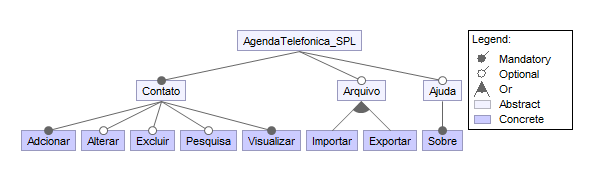 AgendaTelefonica_SPL
Legend:
Mandatory
Optional
Or
Abstract
Concrete
Contato
Arquivo
Ajuda
Adcionar
Alterar
Excluir
Pesquisa
Visualizar
Importar
Exportar
Sobre